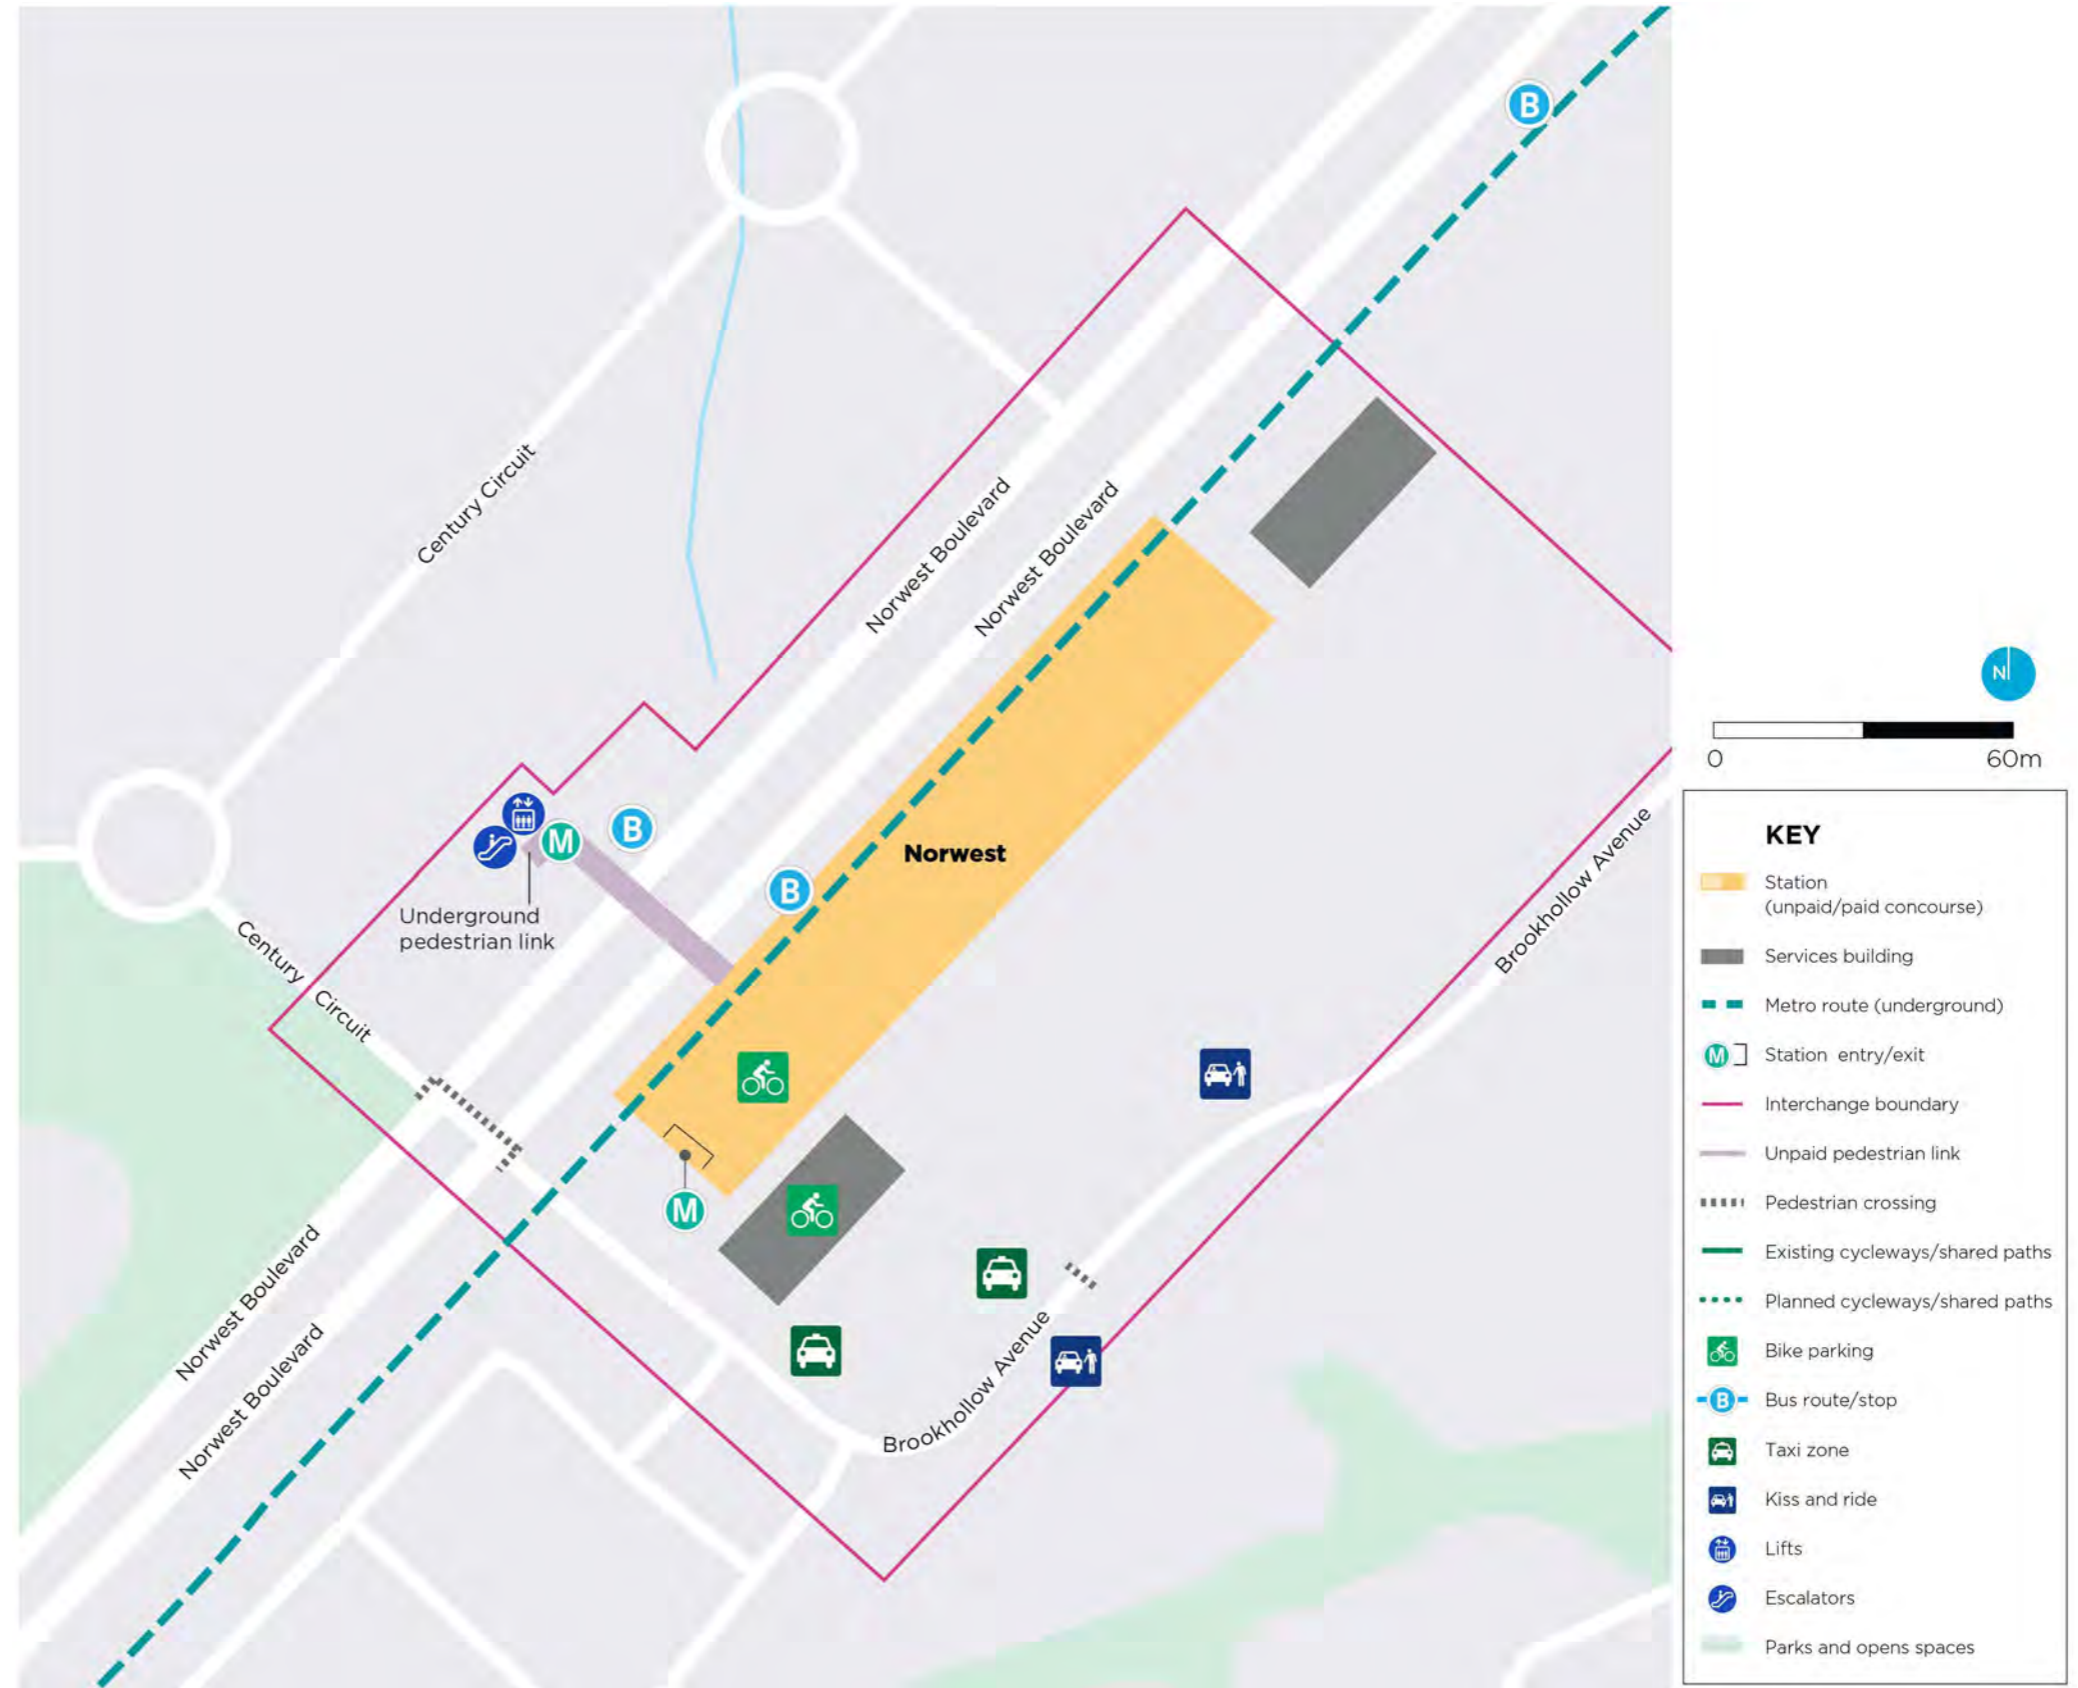 B
Century Circuit
Norwest Boulevard
Norwest Boulevard
M
B
B
Norwest
Underground
pedestrian link
Century Circuit
Brookhollow Avenue
M
Norwest Boulevard
Norwest Boulevard
Brookhollow Avenue
N
0 60m
KEY
Station
(unpaid/paid concourse)
Services building
Metro route (underground)
M Station entry/exit
Interchange boundary
Unpaid pedestrian link
Pedestrian crossing
Existing cycleways/shared paths
Planned cycleways/shared paths
Bike parking
B Bus route/stop
Taxi zone
Kiss and ride
Lifts
Escalators
Parks and opens spaces